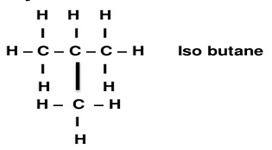 H H H
H – C – C – C – H Iso butane
H H
H – C – H
H